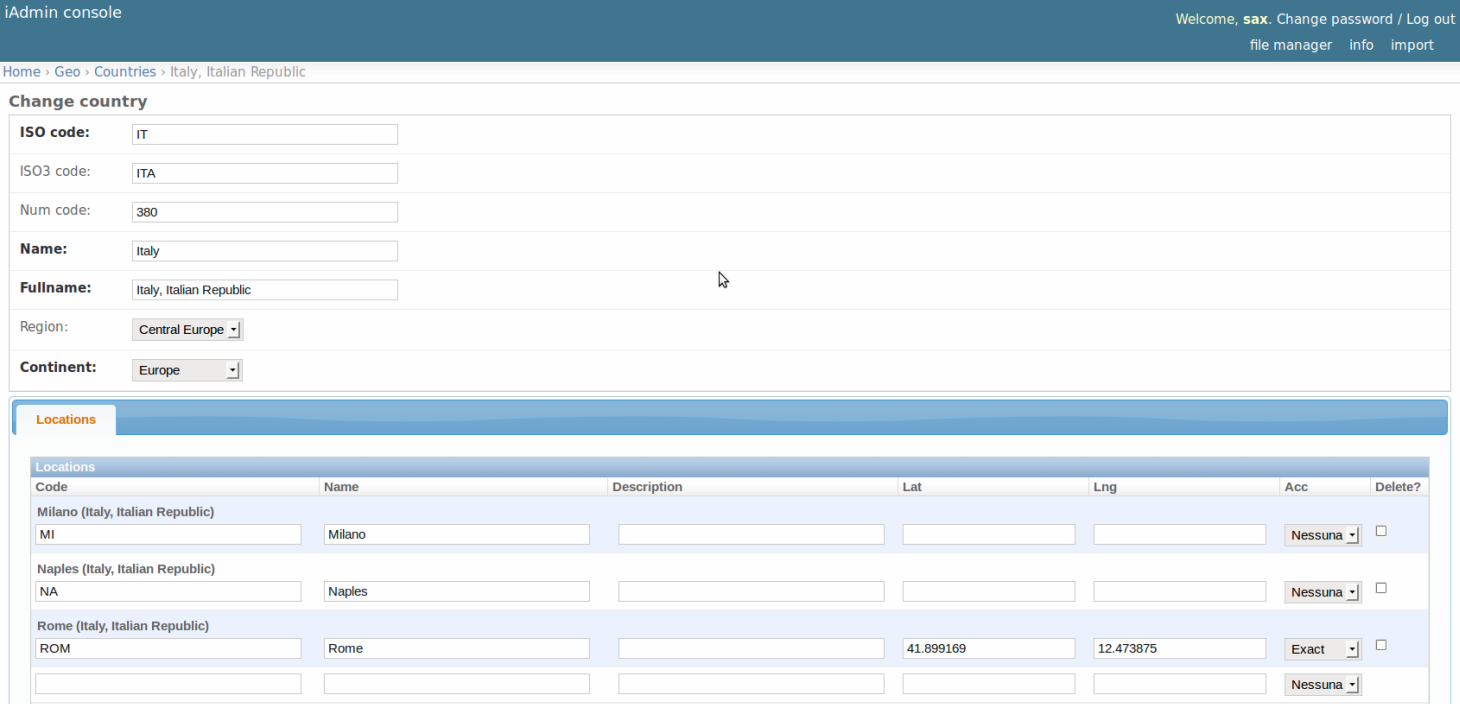 iAdmin console
Welcome, sax. Change password / Log out
file manager info import
Home › Geo › Countries › Italy, Italian Republic
Change country
ISO code: IT
ISO3 code: ITA
Num code: 380
Name: Italy
Fullname: Italy, Italian Republic
Region: Central Europe
Continent: Europe
Locations
Locations
Code Name Description Lat Lng Acc Delete?
Milano (Italy, Italian Republic)
MI Milano Nessuna
Naples (Italy, Italian Republic)
NA Naples Nessuna
Rome (Italy, Italian Republic)
ROM Rome 41.899169 12.473875 Exact
Nessuna